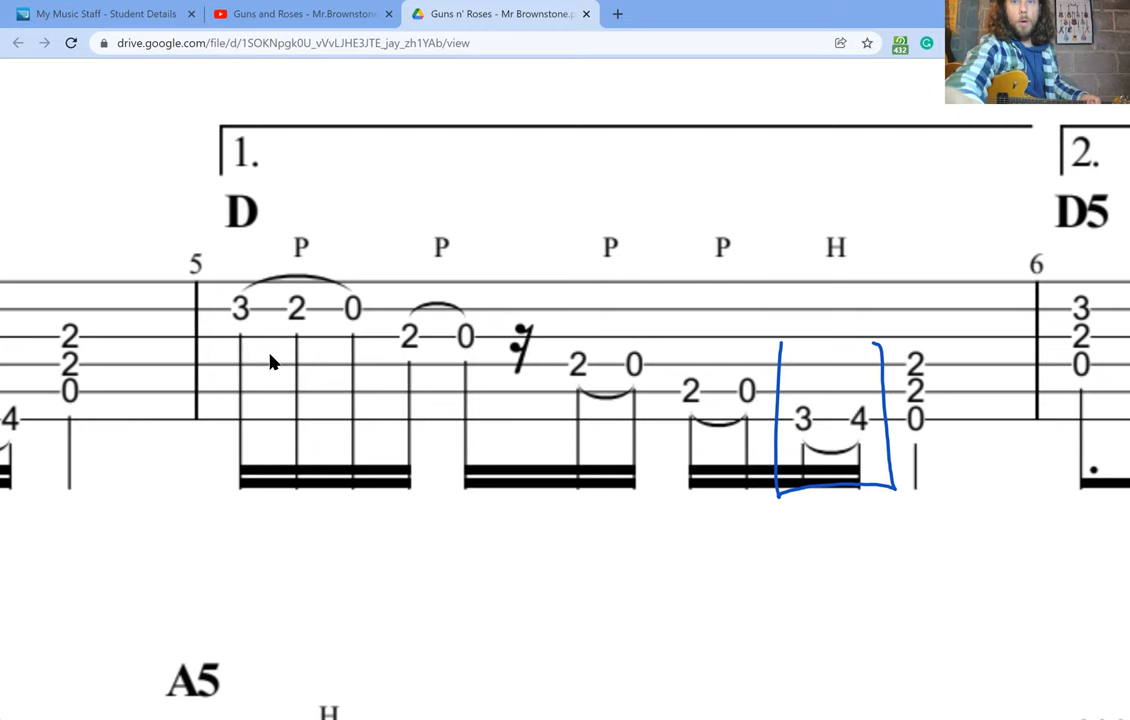 My Music Staff - Student Details
Guns and Roses - Mr.Brownstone
Guns n' Roses - Mr Brownstone.p
drive.google.com/file/d/1SOKNpgk0U_vVvLJHE3JTE_jay_zh1YAb/view
432
1. 2.
D D5
P P P P H
5 6
3 2 0 3
2 2 0 2
2 2 0 2 0
0 2 0 2
4 3 4 0
A5
H